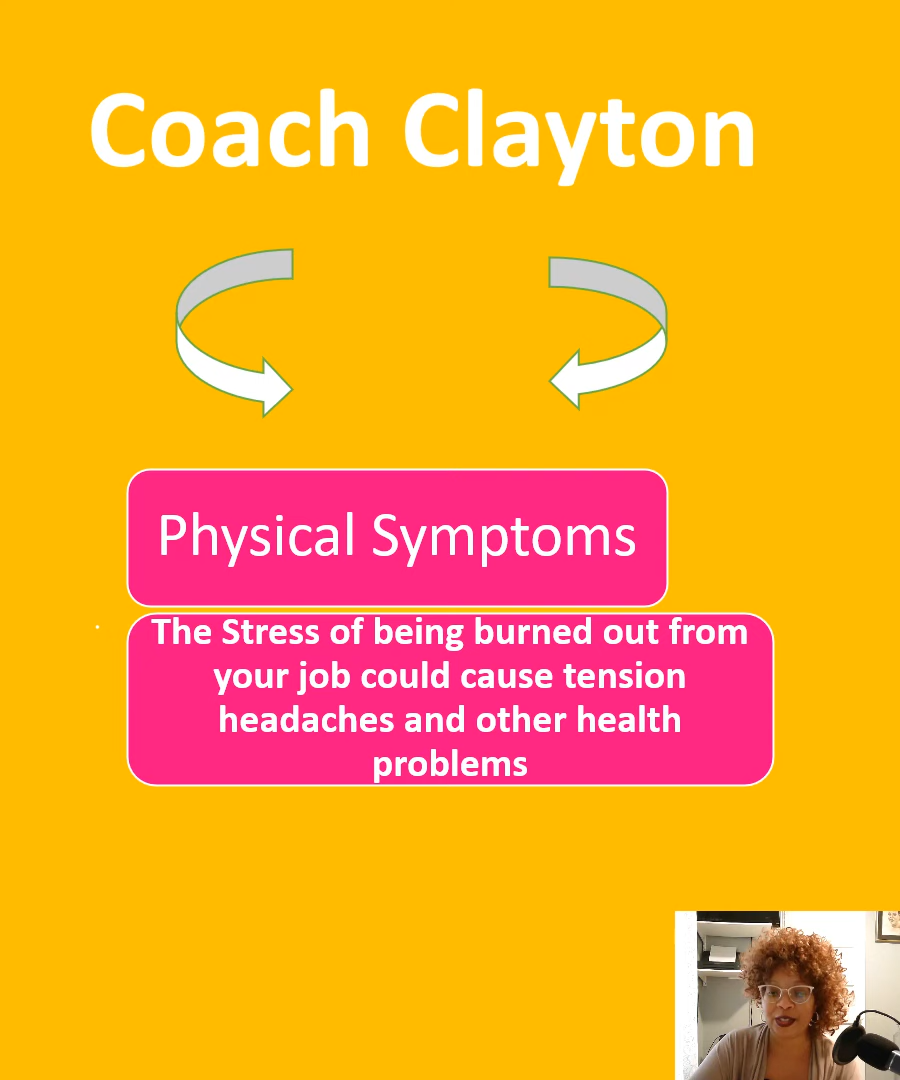 Coach Clayton
Physical Symptoms
The Stress of being burned out from
your job could cause tension
headaches and other health
problems